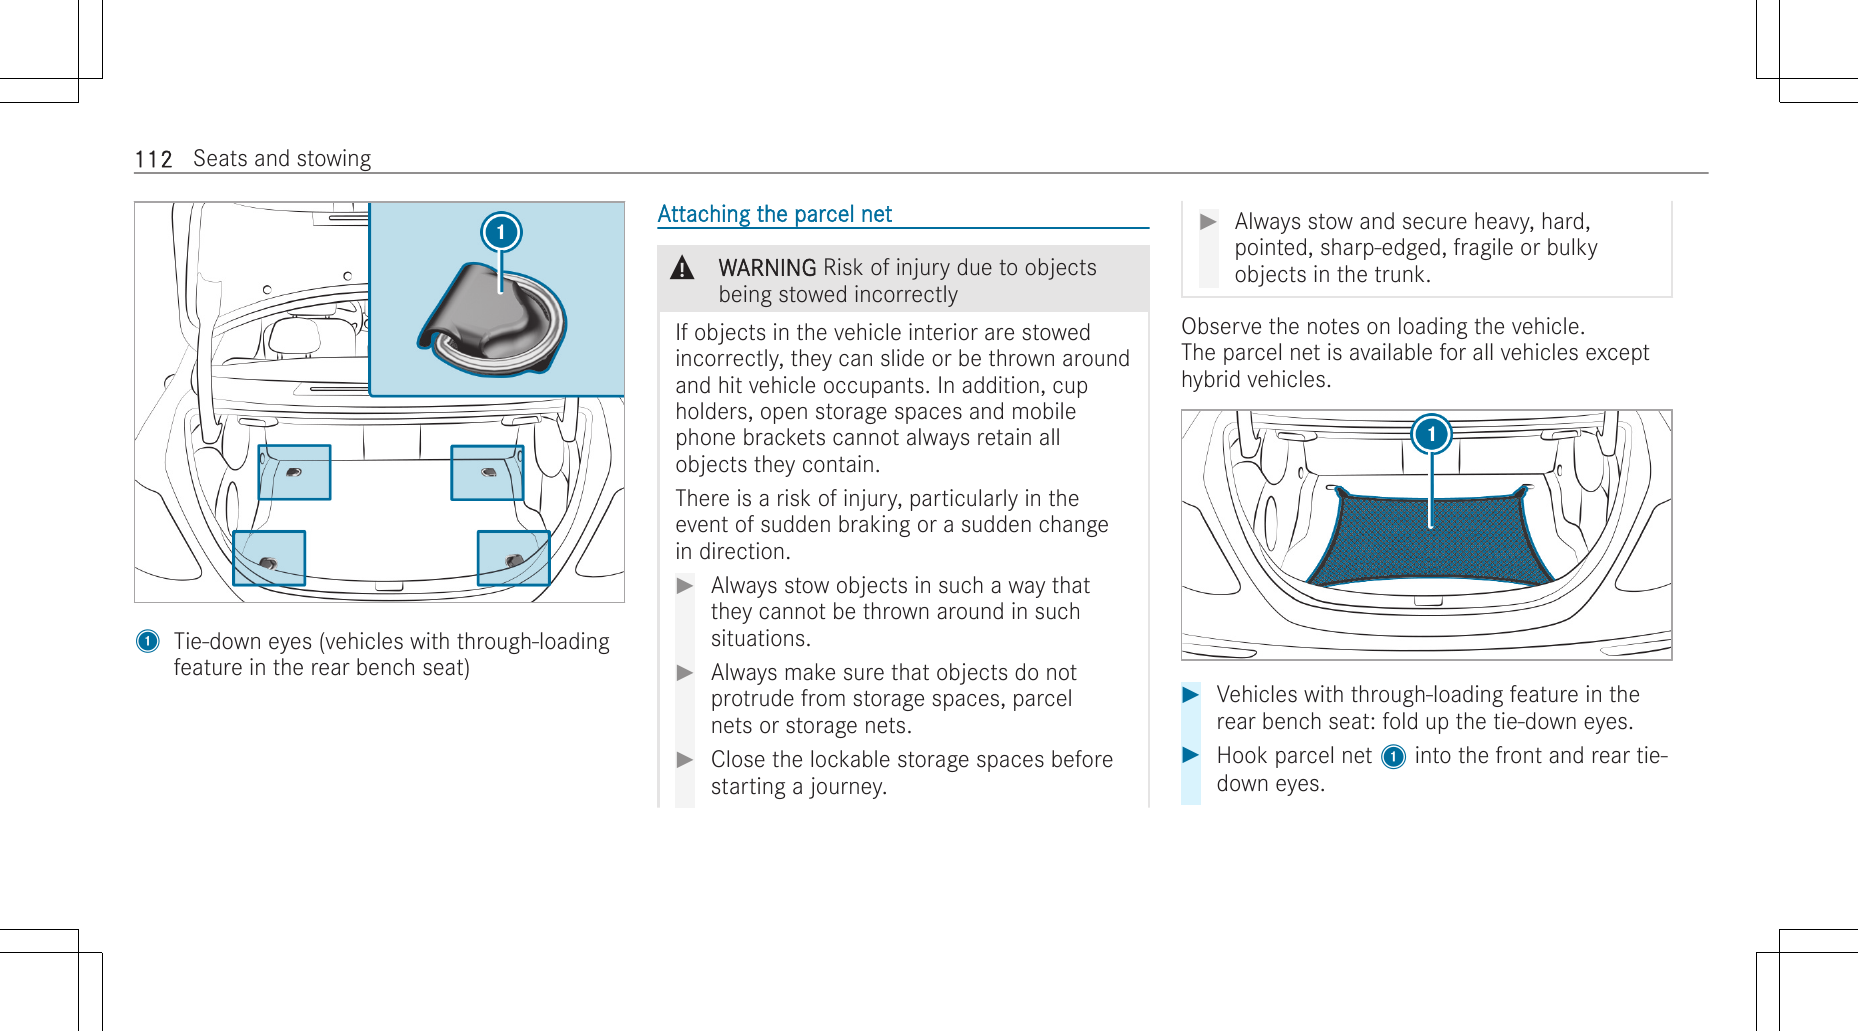 112 Seats and stowing
1
1 Tie-down eyes (vehicles with through-loading
feature in the rear bench seat)
Attaching the parcel net
WARNING Risk of injury due to objects
being stowed incorrectly
If objects in the vehicle interior are stowed
incorrectly, they can slide or be thrown around
and hit vehicle occupants. In addition, cup
holders, open storage spaces and mobile
phone brackets cannot always retain all
objects they contain.
There is a risk of injury, particularly in the
event of sudden braking or a sudden change
in direction.
▶ Always stow objects in such a way that
they cannot be thrown around in such
situations.
▶ Always make sure that objects do not
protrude from storage spaces, parcel
nets or storage nets.
▶ Close the lockable storage spaces before
starting a journey.
▶ Always stow and secure heavy, hard,
pointed, sharp-edged, fragile or bulky
objects in the trunk.
Observe the notes on loading the vehicle.
The parcel net is available for all vehicles except
hybrid vehicles.
1
▶ Vehicles with through-loading feature in the
rear bench seat: fold up the tie-down eyes.
▶ Hook parcel net 1 into the front and rear tie-
down eyes.